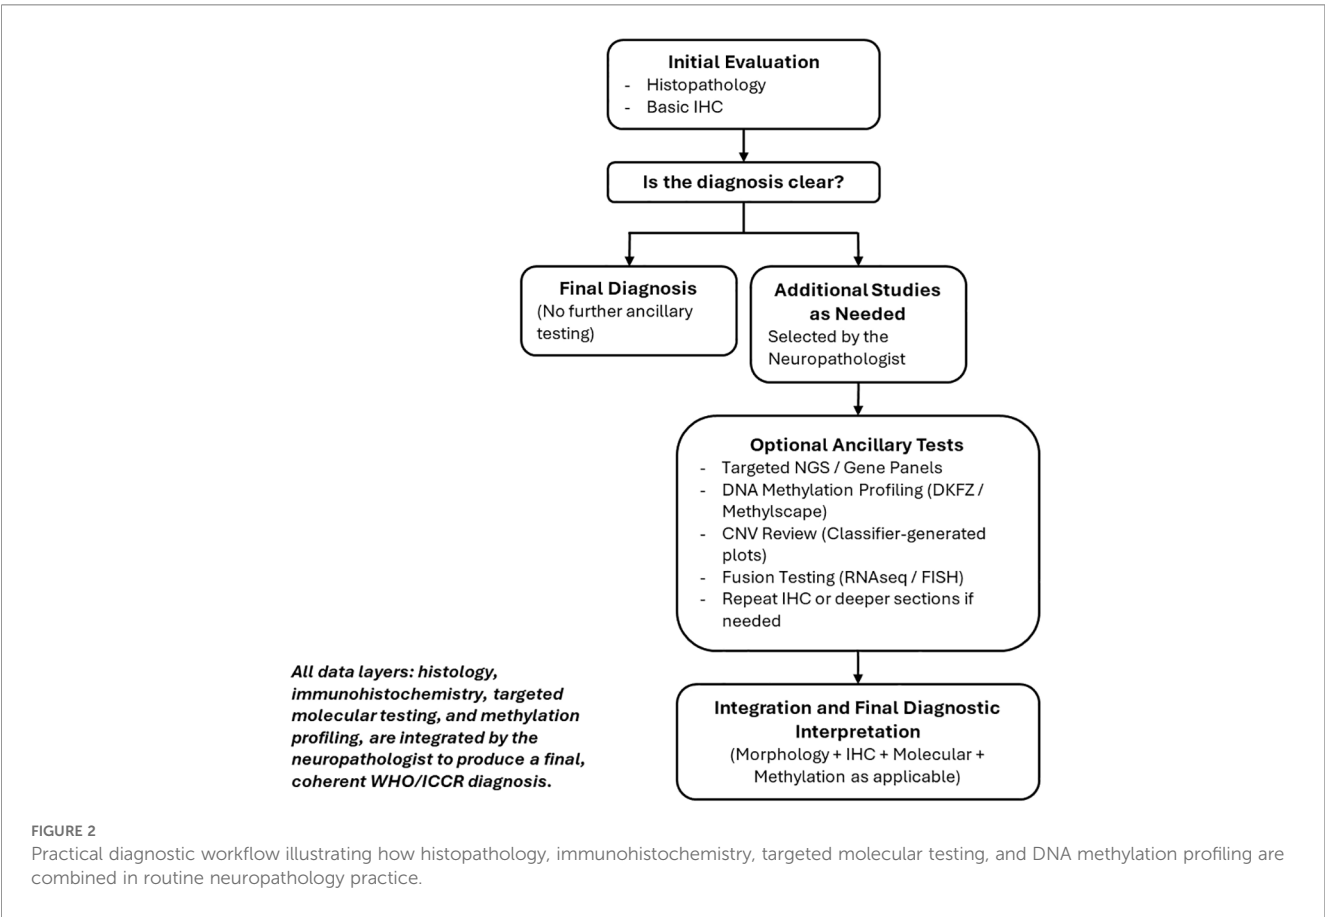 Initial Evaluation
- Histopathology
- Basic IHC
Is the diagnosis clear?
Final Diagnosis
(No further ancillary
testing)
Additional Studies
as Needed
Selected by the
Neuropathologist
Optional Ancillary Tests
- Targeted NGS / Gene Panels
- DNA Methylation Profiling (DKFZ /
Methylscape)
- CNV Review (Classifier-generated
plots)
- Fusion Testing (RNAseq / FISH)
- Repeat IHC or deeper sections if
needed
All data layers: histology,
immunohistochemistry, targeted
molecular testing, and methylation
profiling, are integrated by the
neuropathologist to produce a final,
coherent WHO/ICCR diagnosis.
Integration and Final Diagnostic
Interpretation
(Morphology + IHC + Molecular +
Methylation as applicable)
FIGURE 2
Practical diagnostic workflow illustrating how histopathology, immunohistochemistry, targeted molecular testing, and DNA methylation profiling are
combined in routine neuropathology practice.